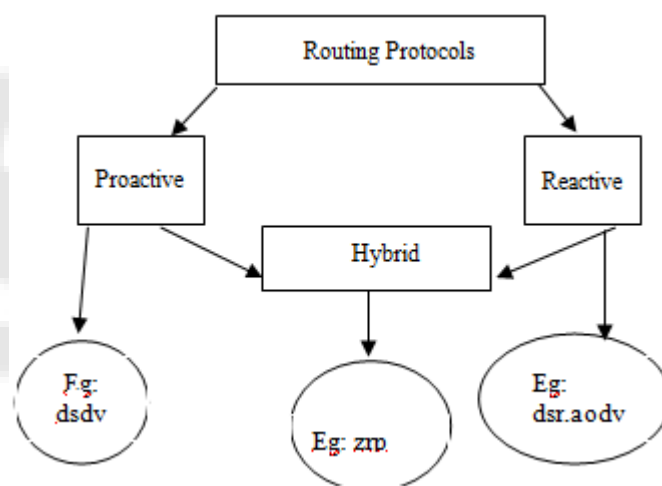 Routing Protocols
Proactive
Reactive
Hybrid
Eg:
dsdv
Eg: zrp
Eg:
dsr.aodv